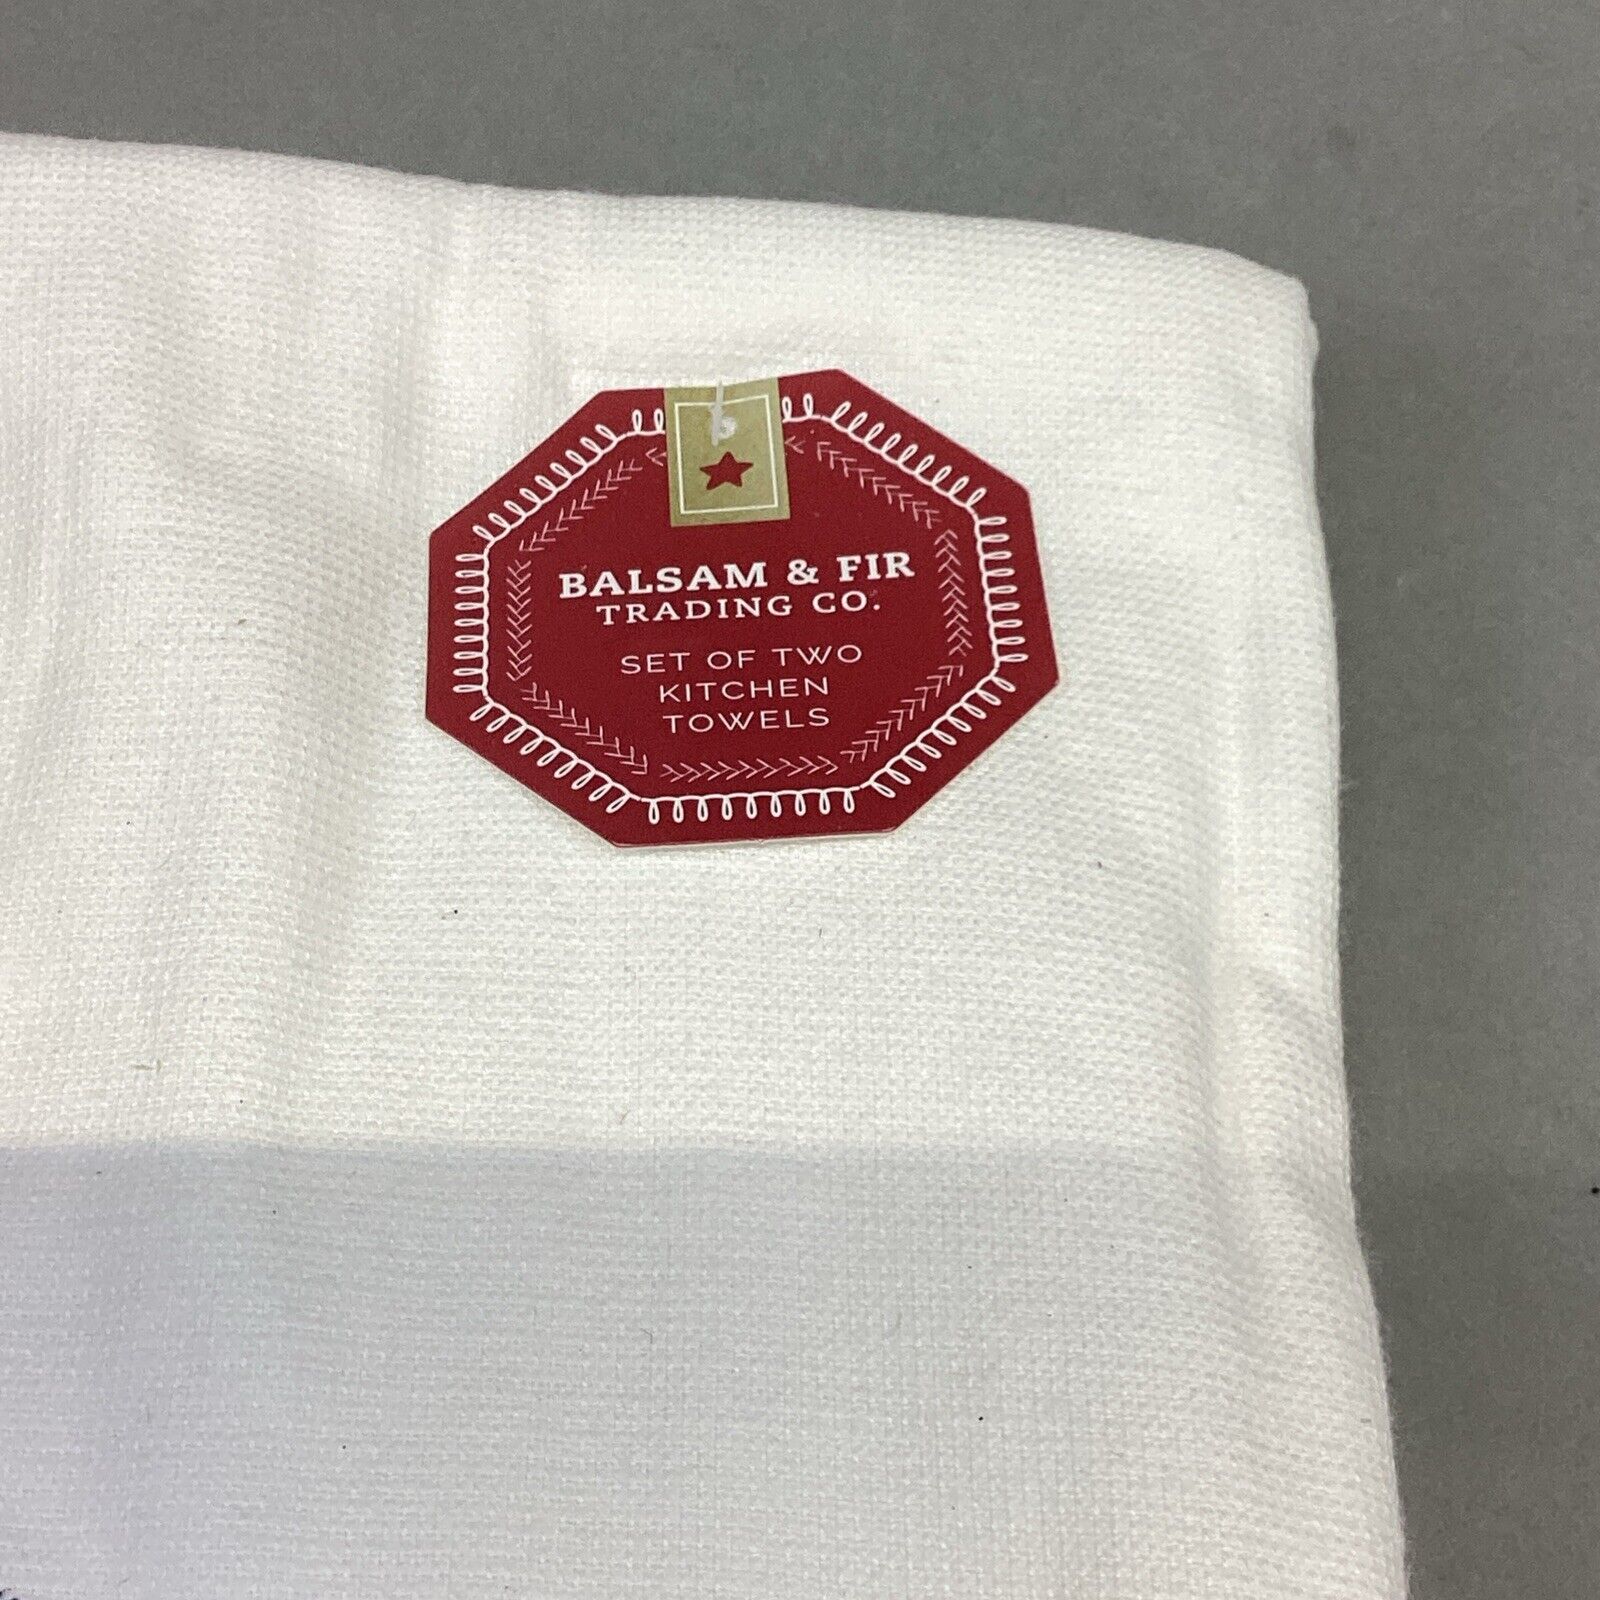 BALSAM & FIR
TRADING CO.
SET OF TWO
KITCHEN
TOWELS